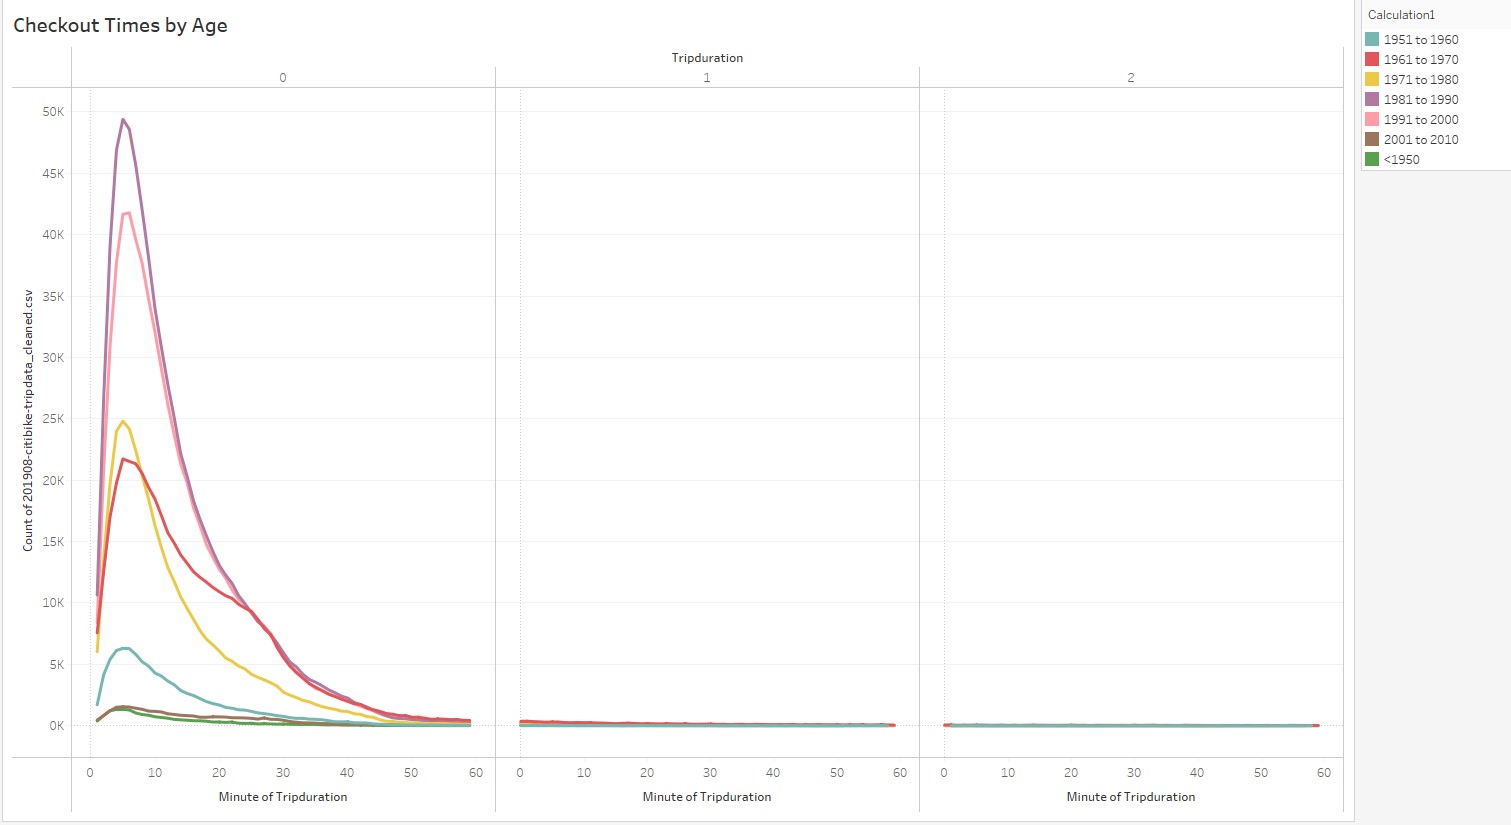 Checkout Times by Age
Tripduration
0 1 2
50K
45K
40K
35K
30K
25K
20K
15K
10K
5K
0K
Count of 201908-citibike-tripdata_cleaned.csv
0 10 20 30 40 50 60
0 10 20 30 40 50 60
0 10 20 30 40 50 60
Minute of Tripduration
Minute of Tripduration
Minute of Tripduration
Calculation1
1951 to 1960
1961 to 1970
1971 to 1980
1981 to 1990
1991 to 2000
2001 to 2010
<1950